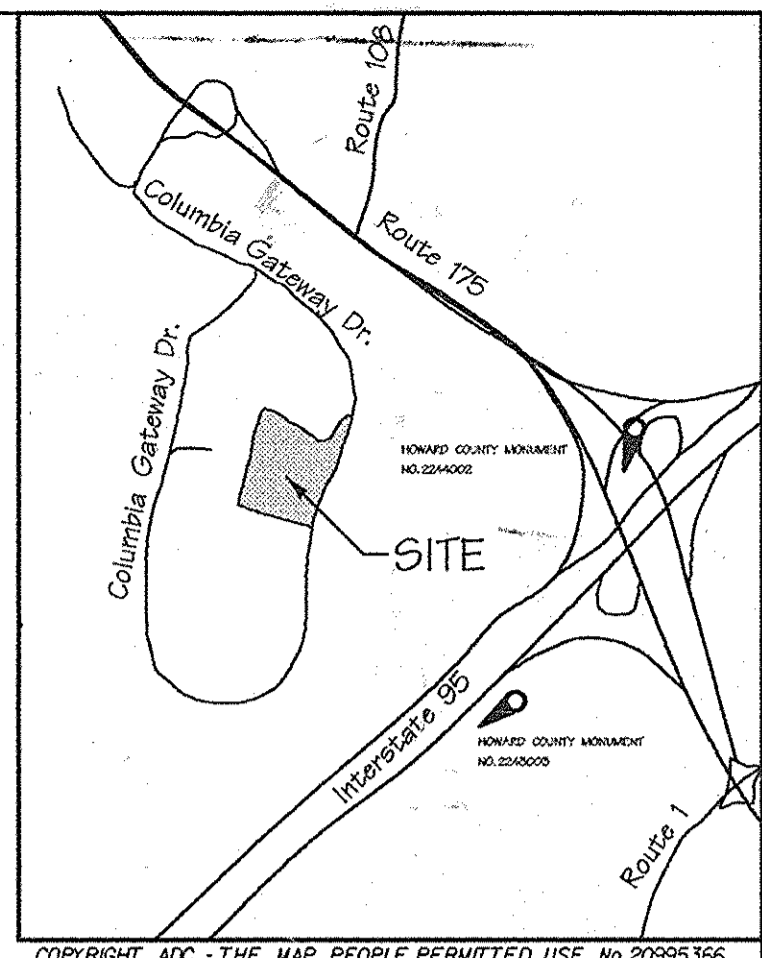 Route 108
Columbia Gateway Dr.
Route 175
Columbia Gateway Dr.
HOWARD COUNTY MONUMENT
SITE
Interstate 95
HOWARD COUNTY MONUMENT
Route 1
COPYRIGHT ADC - THE MAP PEOPLE PERMITTED USE No.20995366